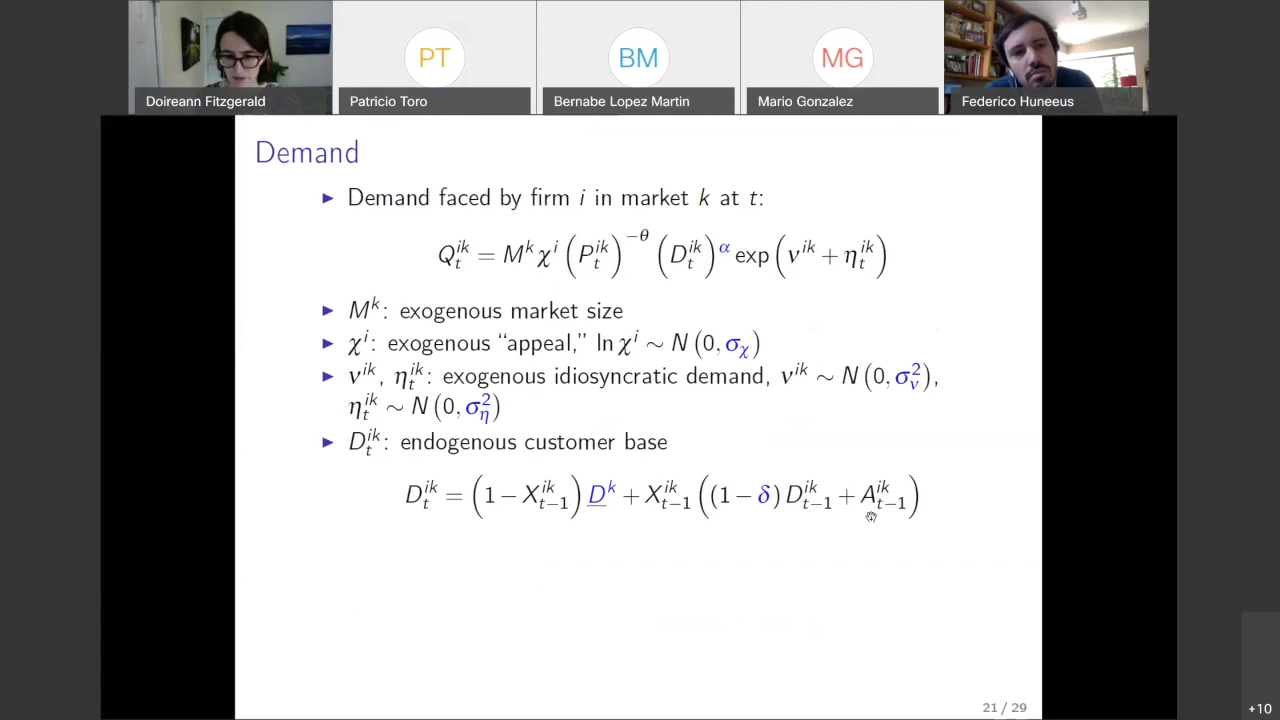 PT
BM
MG
Doireann Fitzgerald
Patricio Toro
Bernabe Lopez Martin
Mario Gonzalez
Federico Huneeus
Demand
▶ Demand faced by firm i in market k at t:
Q_t^{ik} = M^k χ^i (P_t^{ik})^{−θ} (D_t^{ik})^α exp (ν^{ik} + η_t^{ik})
▶ M^k: exogenous market size
▶ χ^i: exogenous “appeal,” ln χ^i ∼ N (0, σ_χ)
▶ ν^{ik}, η_t^{ik}: exogenous idiosyncratic demand, ν^{ik} ∼ N (0, σ_ν^2),
η_t^{ik} ∼ N (0, σ_η^2)
▶ D_t^{ik}: endogenous customer base
D_t^{ik} = (1 − X_{t−1}^{ik}) \underline{D}^k + X_{t−1}^{ik} ((1 − δ) D_{t−1}^{ik} + A_{t−1}^{ik})
21 / 29
+10